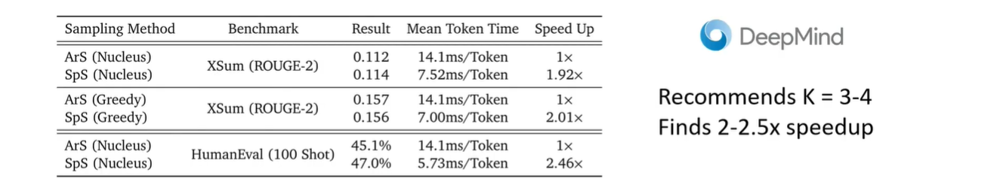 Sampling Method Benchmark Result Mean Token Time Speed Up
ArS (Nucleus) XSum (ROUGE-2) 0.112 14.1ms/Token 1×
SpS (Nucleus) 0.114 7.52ms/Token 1.92×
ArS (Greedy) XSum (ROUGE-2) 0.157 14.1ms/Token 1×
SpS (Greedy) 0.156 7.00ms/Token 2.01×
ArS (Nucleus) HumanEval (100 Shot) 45.1% 14.1ms/Token 1×
SpS (Nucleus) 47.0% 5.73ms/Token 2.46×
DeepMind
Recommends K = 3-4
Finds 2-2.5x speedup